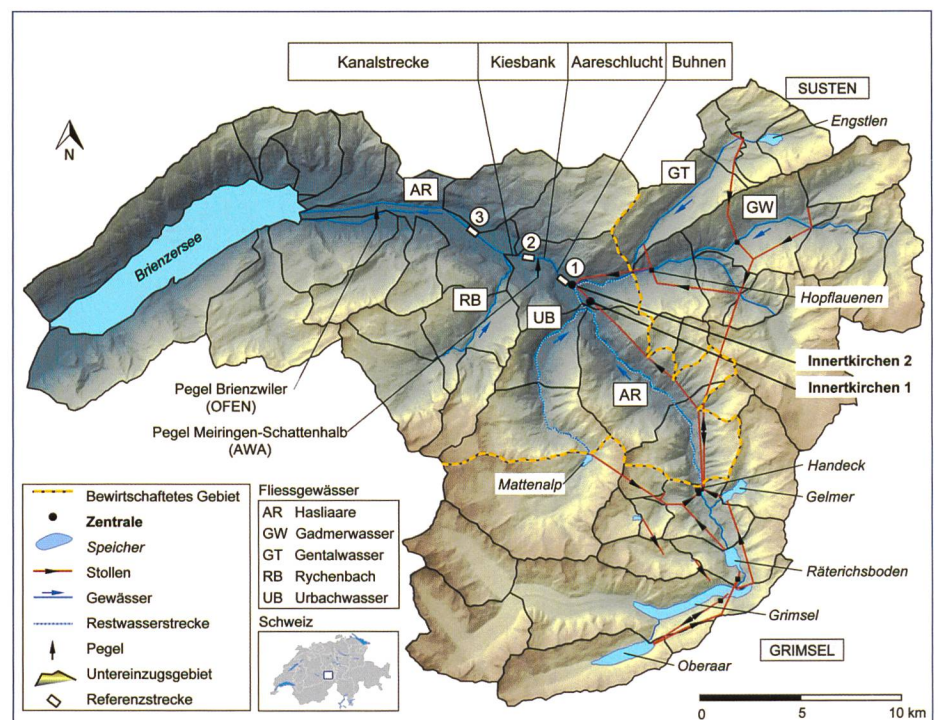 Kanalstrecke
Kiesbank
Aareschlucht
Buhnen
SUSTEN
Engstlen
N
GT
GW
AR
3
2
1
Brienzersee
RB
UB
Hopflauenen
Innertkirchen 2
Innertkirchen 1
AR
Pegel Brienzwiler
(OFEN)
Pegel Meiringen-Schattenhalb
(AWA)
Mattenalp
Handeck
Gelmer
Räterichsboden
Grimsel
Oberaar
GRIMSEL
Bewirtschaftetes Gebiet
Zentrale
Speicher
Stollen
Gewässer
Restwasserstrecke
Pegel
Untereinzugsgebiet
Referenzstrecke
Fliessgewässer
AR Hasliaare
GW Gadmerwasser
GT Gentalwasser
RB Rychenbach
UB Urbachwasser
Schweiz
0 5 10 km